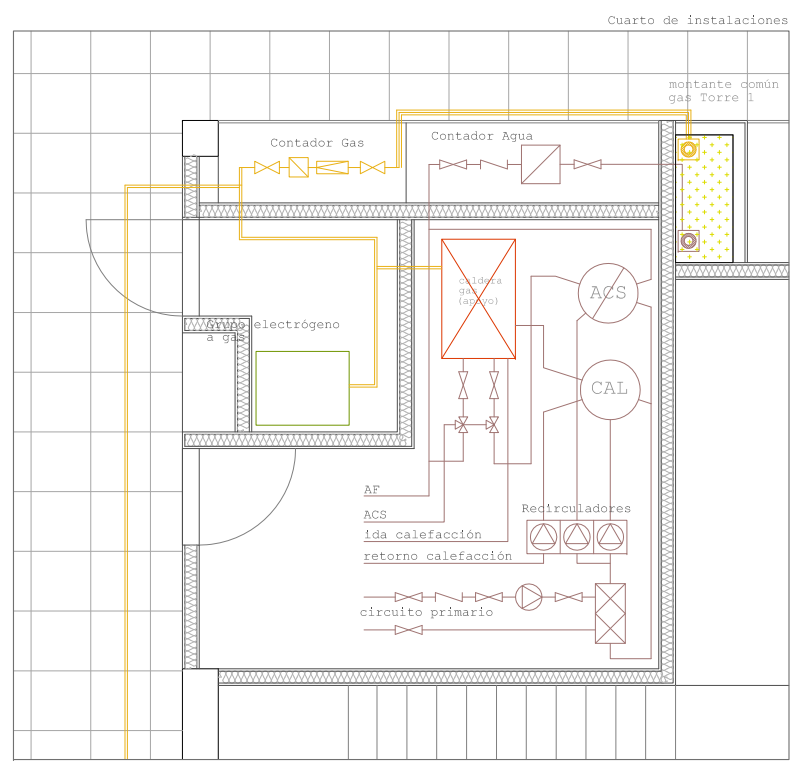 Cuarto de instalaciones
montante común
gas Torre 1
Contador Gas
Contador Agua
caldera
gas
(apoyo)
ACS
Grupo electrógeno
a gas
CAL
AF
ACS
Recirculadores
ida calefacción
retorno calefacción
circuito primario